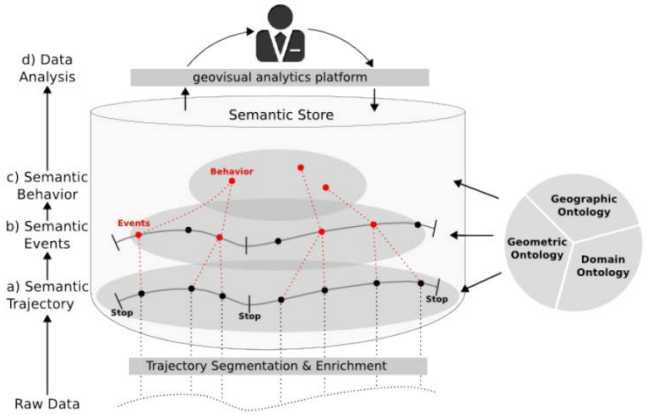 d) Data
Analysis
geovisual analytics platform
Semantic Store
c) Semantic
Behavior
Behavior
b) Semantic
Events
Events
a) Semantic
Trajectory
Stop
Stop
Stop
Geographic
Ontology
Geometric
Ontology
Domain
Ontology
Trajectory Segmentation & Enrichment
Raw Data